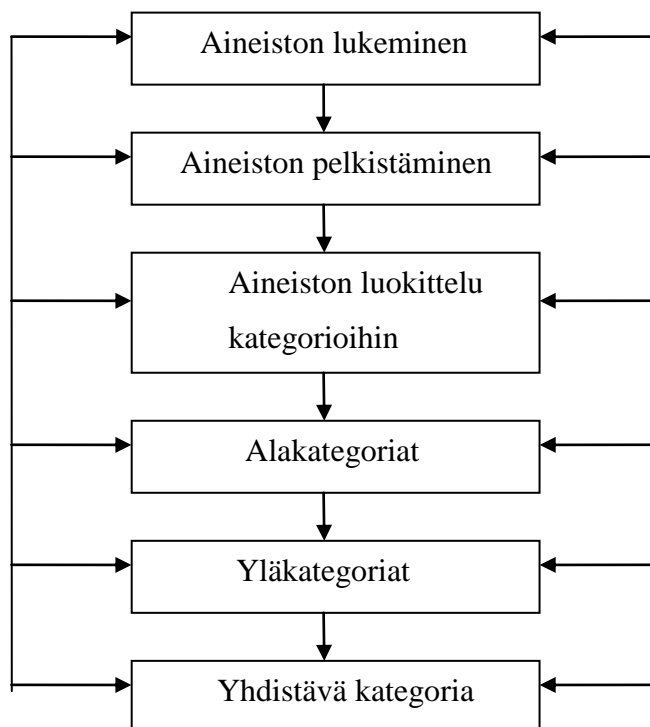 Aineiston lukeminen
Aineiston pelkistäminen
Aineiston luokittelu
kategorioihin
Alakategoriat
Yläkategoriat
Yhdistävä kategoria